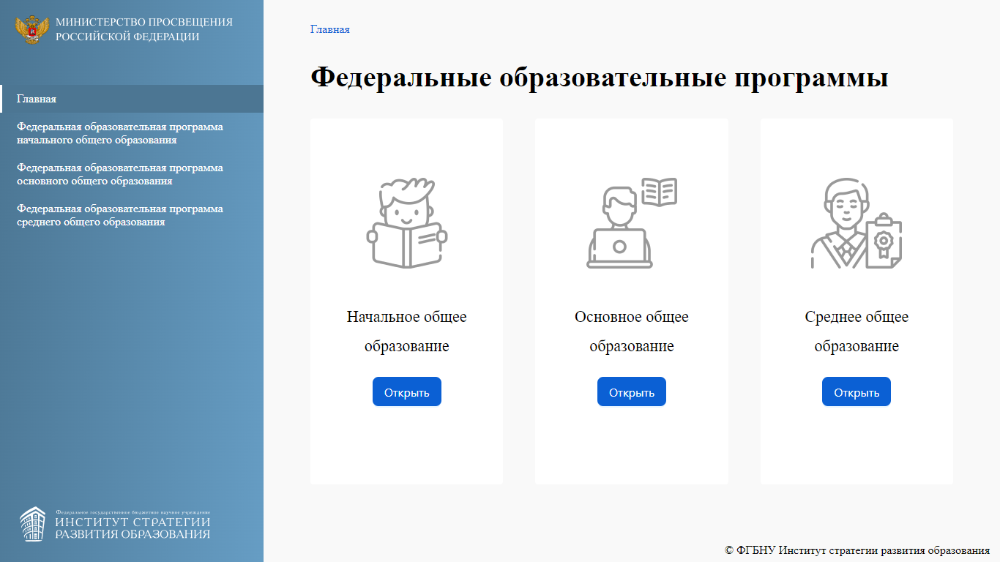 МИНИСТЕРСТВО ПРОСВЕЩЕНИЯ
РОССИЙСКОЙ ФЕДЕРАЦИИ
Главная
Федеральная образовательная программа
начального общего образования
Федеральная образовательная программа
основного общего образования
Федеральная образовательная программа
среднего общего образования
Федеральное государственное бюджетное научное учреждение
ИНСТИТУТ СТРАТЕГИИ
РАЗВИТИЯ ОБРАЗОВАНИЯ
Главная
Федеральные образовательные программы
Начальное общее
образование
Открыть
Основное общее
образование
Открыть
Среднее общее
образование
Открыть
© ФГБНУ Институт стратегии развития образования